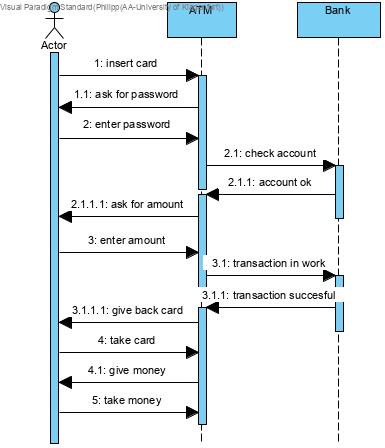 Visual Paradigm Standard(Philipp(AA-University of Klagenfurt))
ATM
Bank
Actor
1: insert card
1.1: ask for password
2: enter password
2.1: check account
2.1.1: account ok
2.1.1.1: ask for amount
3: enter amount
3.1: transaction in work
3.1.1: transaction succesful
3.1.1.1: give back card
4: take card
4.1: give money
5: take money